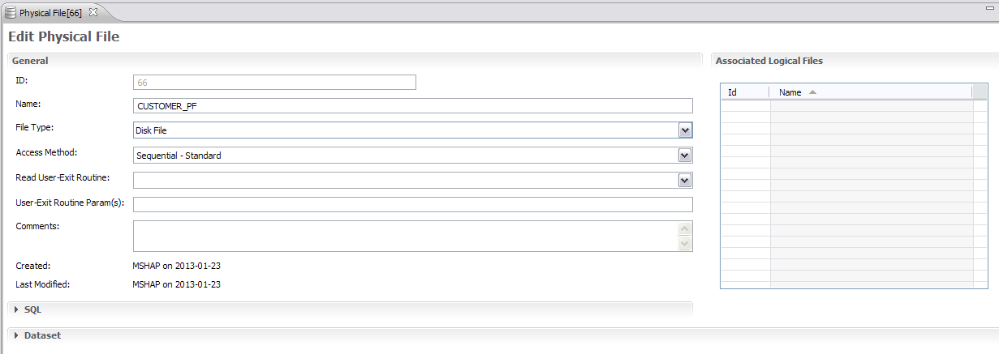 Physical File[66]
Edit Physical File
General
ID:
66
Name:
CUSTOMER_PF
File Type:
Disk File
Access Method:
Sequential - Standard
Read User-Exit Routine:
User-Exit Routine Param(s):
Comments:
Created:
MSHAP on 2013-01-23
Last Modified:
MSHAP on 2013-01-23
SQL
Dataset
Associated Logical Files
Id
Name